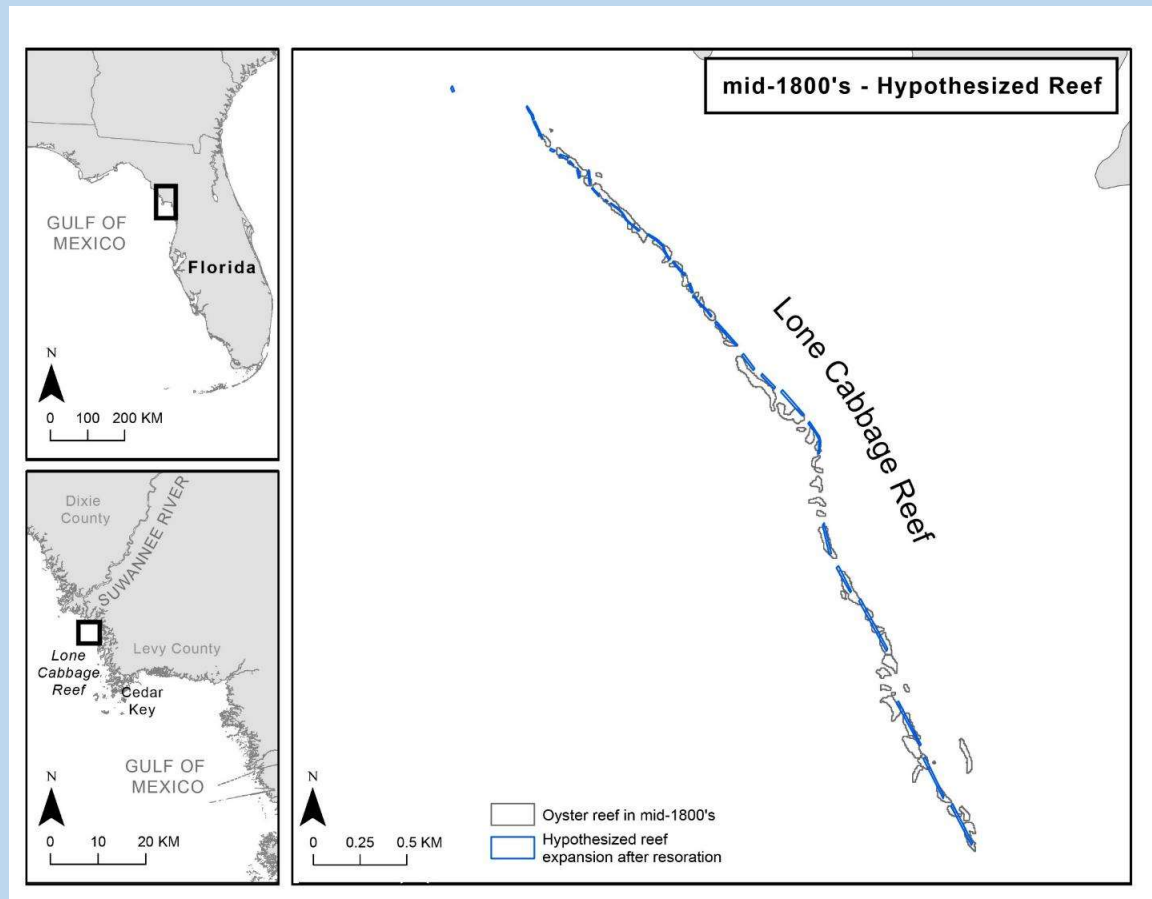 GULF OF
MEXICO
Florida
N
0 100 200 KM
Dixie
County
SUWANNEE RIVER
Lone
Cabbage
Reef
Levy County
Cedar
Key
GULF OF
MEXICO
N
0 10 20 KM
mid-1800's - Hypothesized Reef
Lone Cabbage Reef
N
0 0.25 0.5 KM
Oyster reef in mid-1800's
Hypothesized reef
expansion after resoration